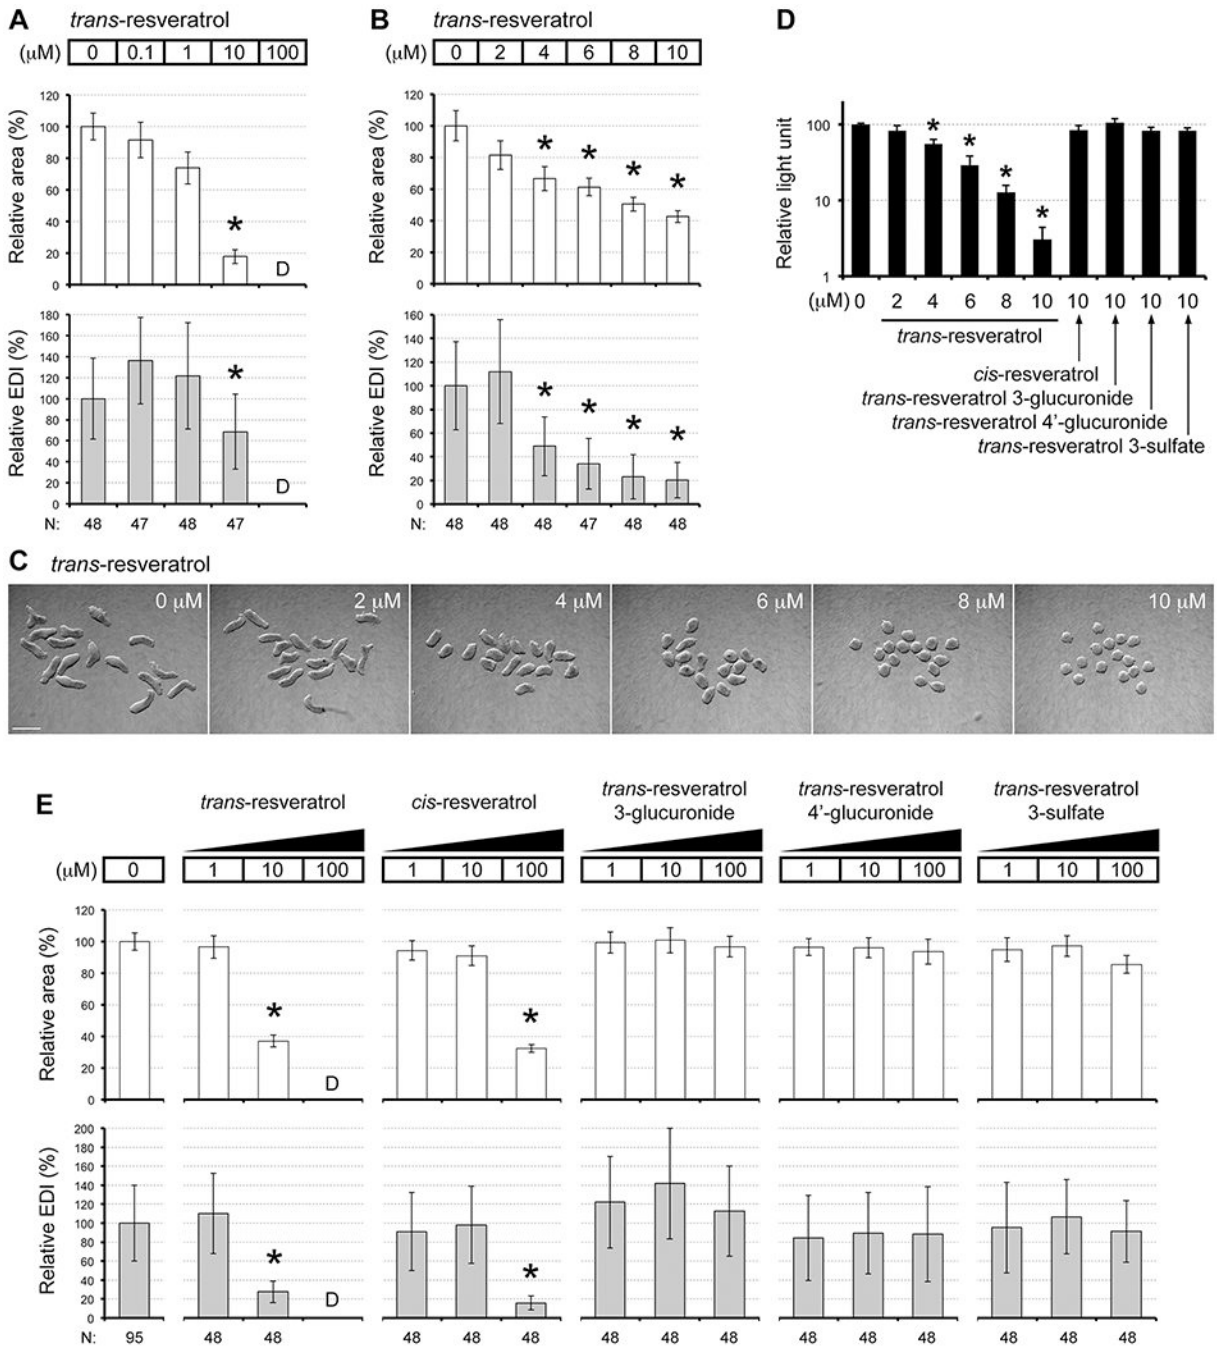 A trans-resveratrol
(μM) 0 0.1 1 10 100
Relative area (%)
120
100
80
60
40
20
0
*
D
Relative EDI (%)
180
160
140
120
100
80
60
40
20
0
*
D
N: 48 47 48 47
B trans-resveratrol
(μM) 0 2 4 6 8 10
Relative area (%)
120
100
80
60
40
20
0
* * * *
Relative EDI (%)
160
140
120
100
80
60
40
20
0
* * * *
N: 48 48 48 47 48 48
D
Relative light unit
100
10
1
* * * *
(μM) 0 2 4 6 8 10 10 10 10 10
trans-resveratrol
cis-resveratrol
trans-resveratrol 3-glucuronide
trans-resveratrol 4'-glucuronide
trans-resveratrol 3-sulfate
C trans-resveratrol
0 μM 2 μM 4 μM 6 μM 8 μM 10 μM
E
trans-resveratrol
cis-resveratrol
trans-resveratrol
3-glucuronide
trans-resveratrol
4'-glucuronide
trans-resveratrol
3-sulfate
(μM) 0 1 10 100 1 10 100 1 10 100 1 10 100 1 10 100
Relative area (%)
120
100
80
60
40
20
0
* D *
Relative EDI (%)
200
180
160
140
120
100
80
60
40
20
0
* D *
N: 95 48 48 48 48 48 48 48 48 48 48 48 48 48 48